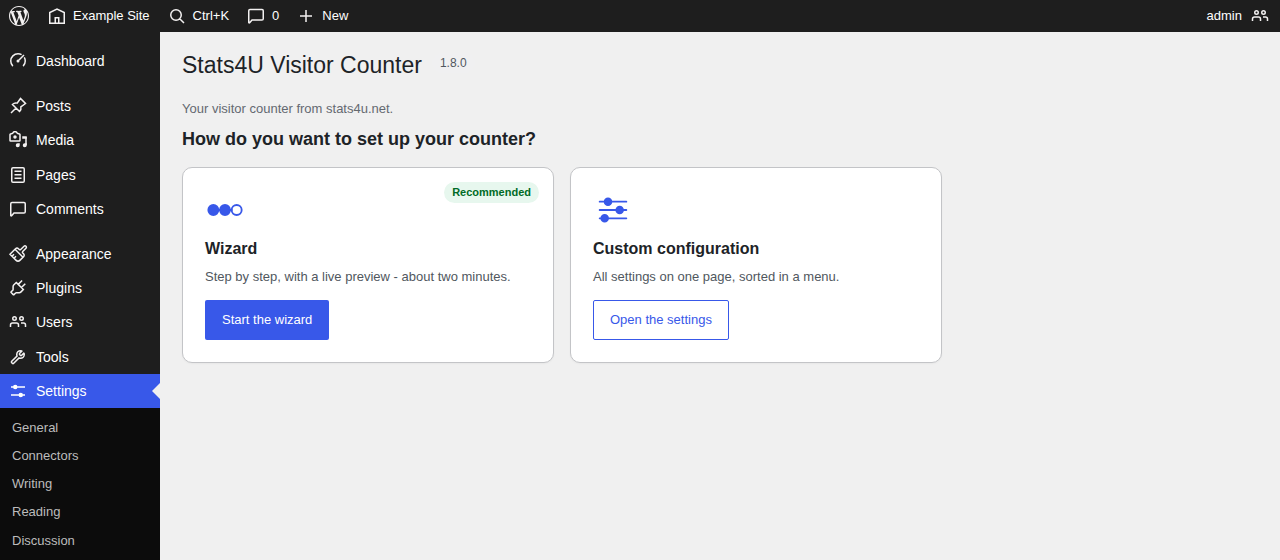 Example Site
Ctrl+K
0
New
admin
Dashboard
Posts
Media
Pages
Comments
Appearance
Plugins
Users
Tools
Settings
General
Connectors
Writing
Reading
Discussion
Stats4U Visitor Counter 1.8.0
Your visitor counter from stats4u.net.
How do you want to set up your counter?
Recommended
Wizard
Step by step, with a live preview - about two minutes.
Start the wizard
Custom configuration
All settings on one page, sorted in a menu.
Open the settings